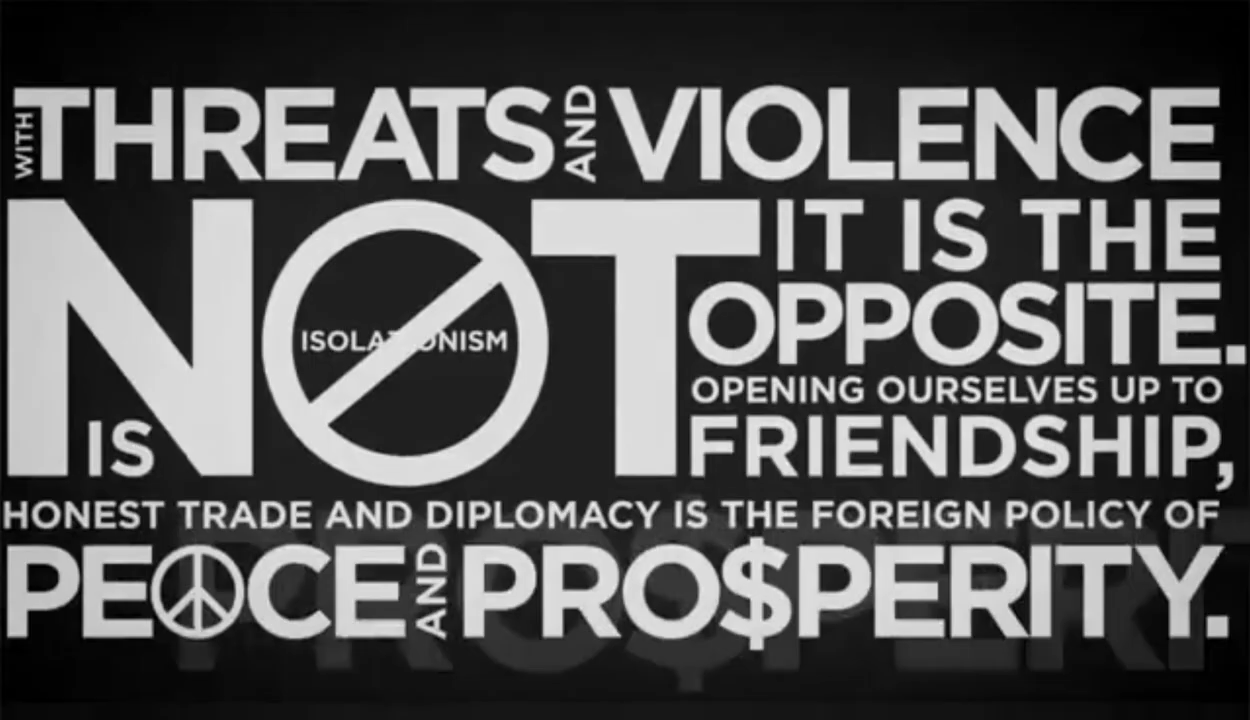 WITH THREATS AND VIOLENCE
IS NOT IT IS THE
ISOLATIONISM
OPPOSITE.
OPENING OURSELVES UP TO
FRIENDSHIP,
HONEST TRADE AND DIPLOMACY IS THE FOREIGN POLICY OF
PEACE AND PRO$PERITY.